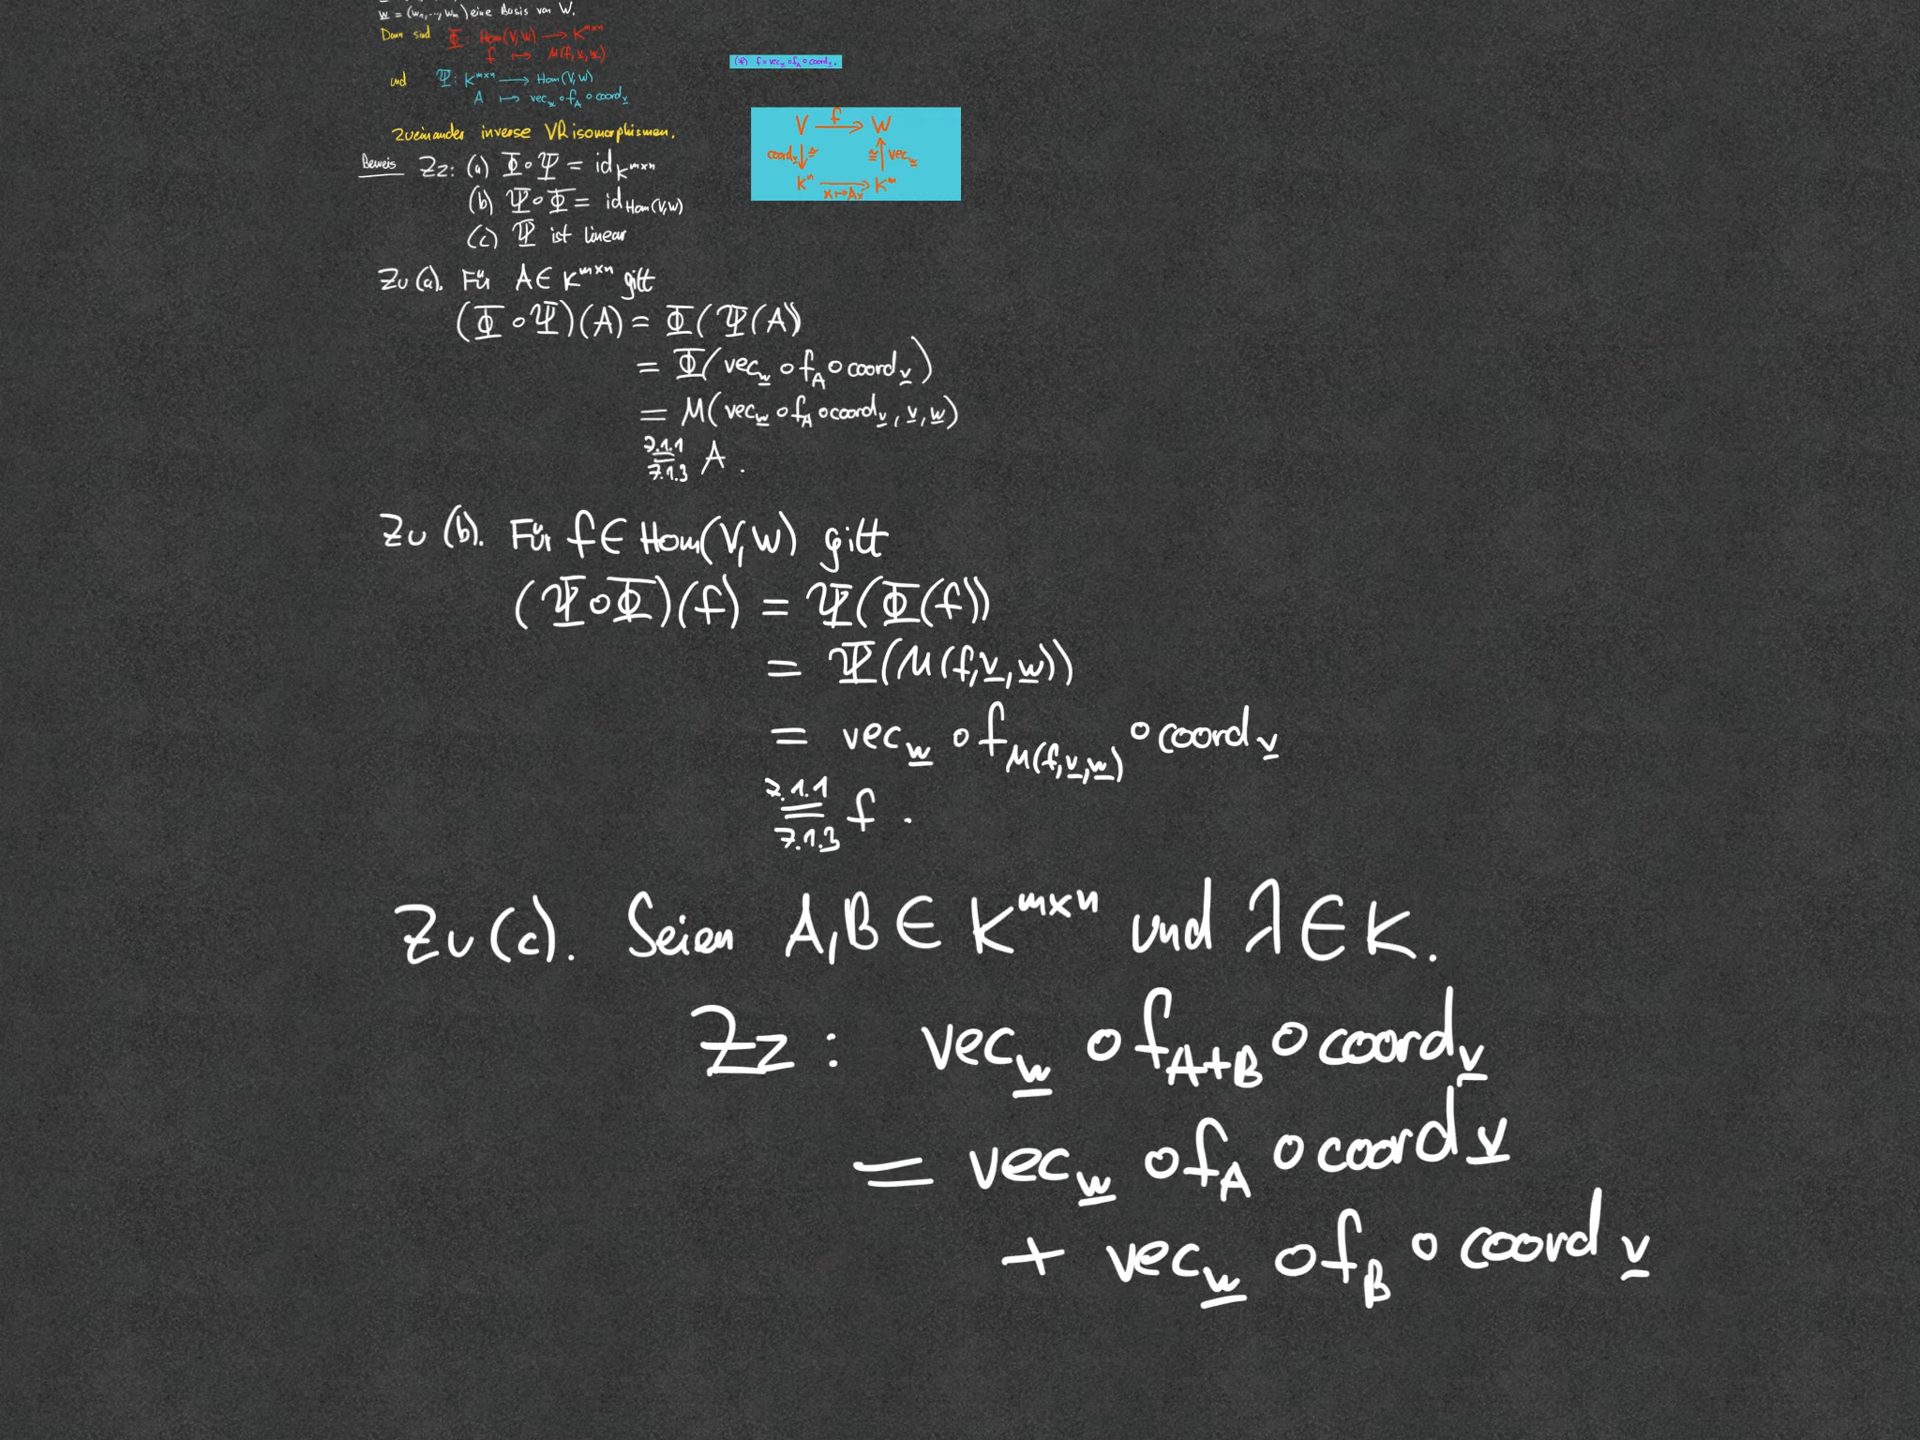 w = (w₁,...,wₘ) eine Basis von W.
Dann sind Φ: Hom(V,W) → K^{m×n}
f ↦ M(f,v,w)
und Ψ: K^{m×n} → Hom(V,W)
A ↦ vec_w ∘ f_A ∘ coord_v
zueinander inverse VRisomorphismen.
(*) f = vec_w ∘ f_A ∘ coord_v.
V —f→ W
coord_v ↓≅ ≅↑ vec_w
Kⁿ —x↦Ax→ Kᵐ
Beweis Zz: (a) Φ∘Ψ = id_{K^{m×n}}
(b) Ψ∘Φ = id_{Hom(V,W)}
(c) Ψ ist linear
Zu (a). Für A ∈ K^{m×n} gilt
(Φ∘Ψ)(A) = Φ(Ψ(A))
= Φ(vec_w ∘ f_A ∘ coord_v)
= M(vec_w ∘ f_A ∘ coord_v, v, w)
7.1.1
= A.
7.1.3
Zu (b). Für f ∈ Hom(V,W) gilt
(Ψ∘Φ)(f) = Ψ(Φ(f))
= Ψ(M(f,v,w))
= vec_w ∘ f_{M(f,v,w)} ∘ coord_v
7.1.1
= f.
7.1.3
Zu (c). Seien A,B ∈ K^{m×n} und λ ∈ K.
Zz: vec_w ∘ f_{A+B} ∘ coord_v
= vec_w ∘ f_A ∘ coord_v
+ vec_w ∘ f_B ∘ coord_v